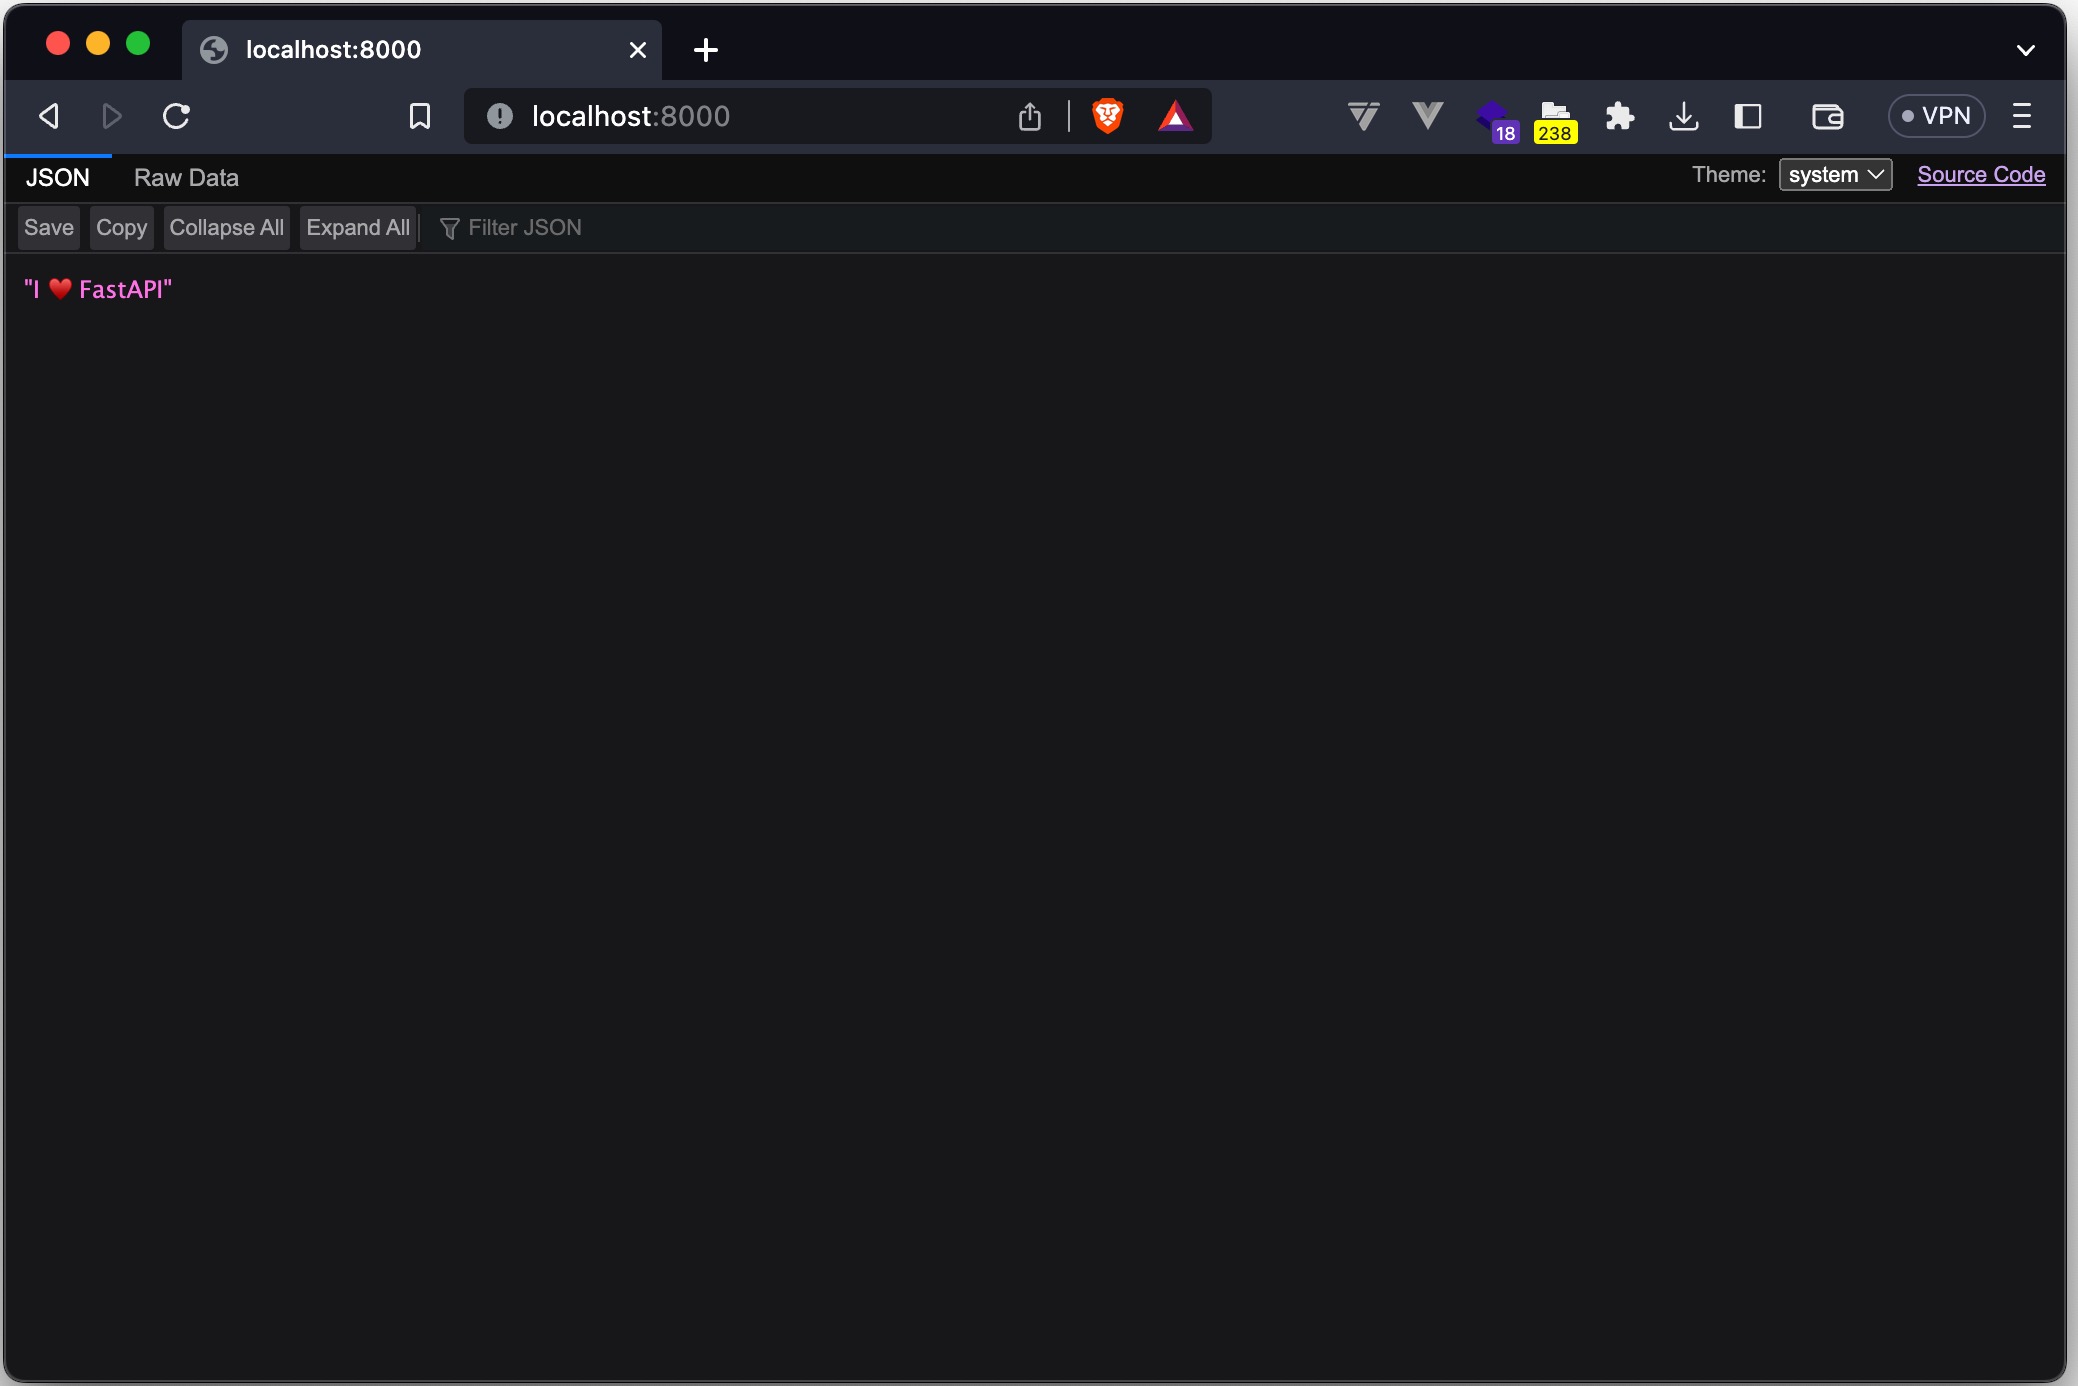 localhost:8000
localhost:8000
18
238
VPN
JSON Raw Data Theme: system Source Code
Save Copy Collapse All Expand All Filter JSON
"I ♥️ FastAPI"